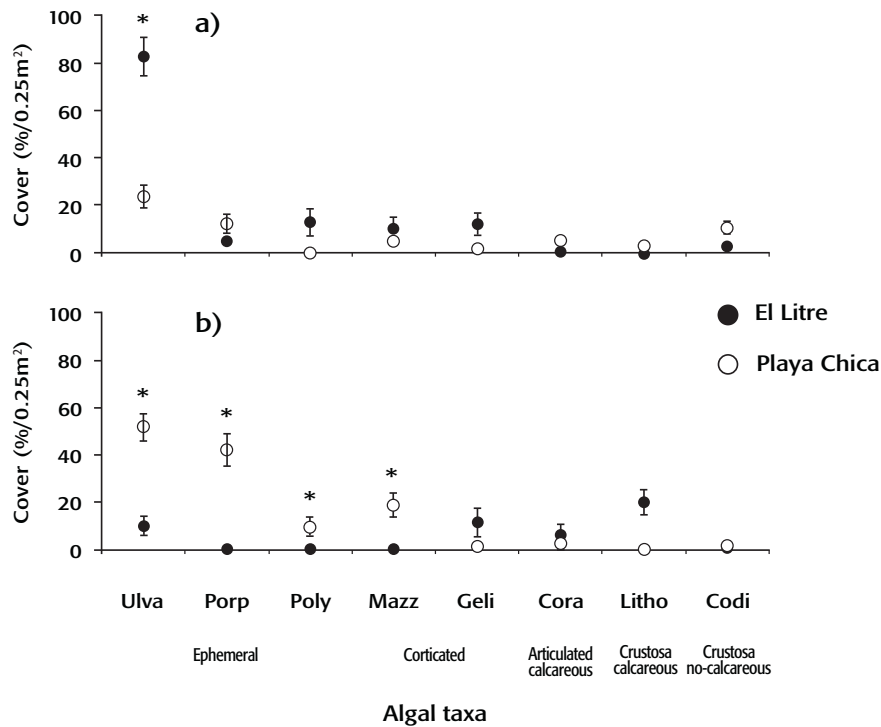 100
*
a)
80
60
40
20
0
Cover (%/0.25m²)
100
b)
80
60
40
20
0
Cover (%/0.25m²)
*
*
*
*
El Litre
Playa Chica
Ulva Porp Poly Mazz Geli Cora Litho Codi
Ephemeral Corticated Articulated calcareous Crustosa calcareous Crustosa no-calcareous
Algal taxa